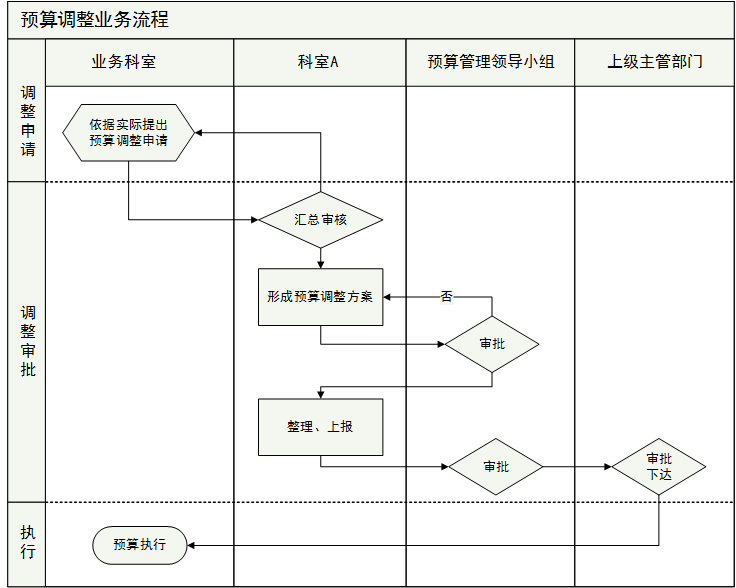 预算调整业务流程
业务科室
科室A
预算管理领导小组
上级主管部门
调整申请
依据实际提出
预算调整申请
调整审批
汇总审核
形成预算调整方案
否
审批
整理、上报
审批
审批
下达
执行
预算执行